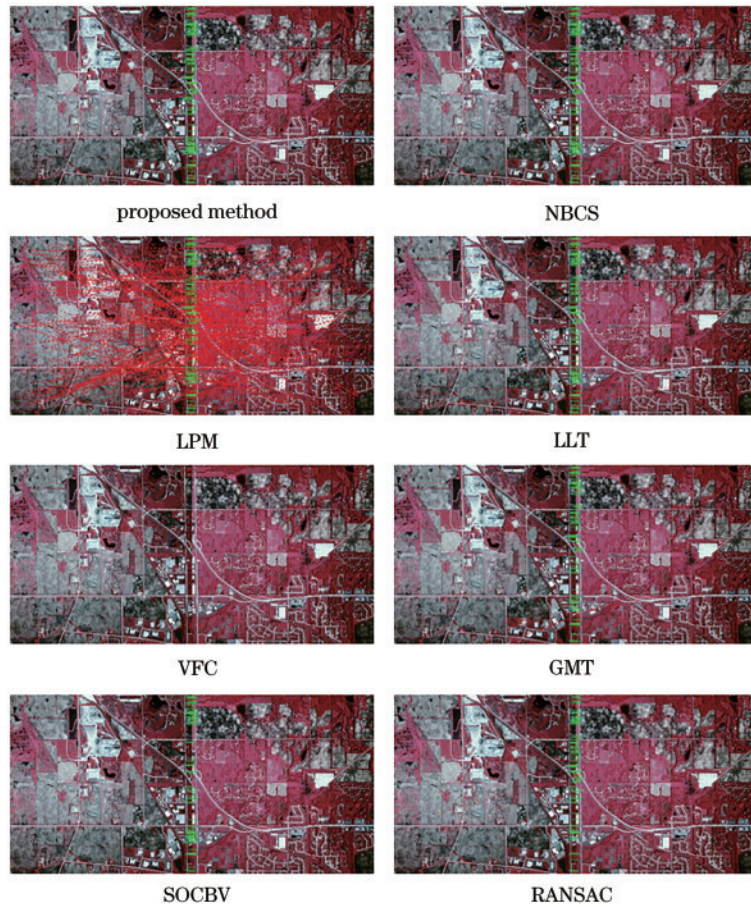 proposed method
NBCS
LPM
LLT
VFC
GMT
SOCBV
RANSAC